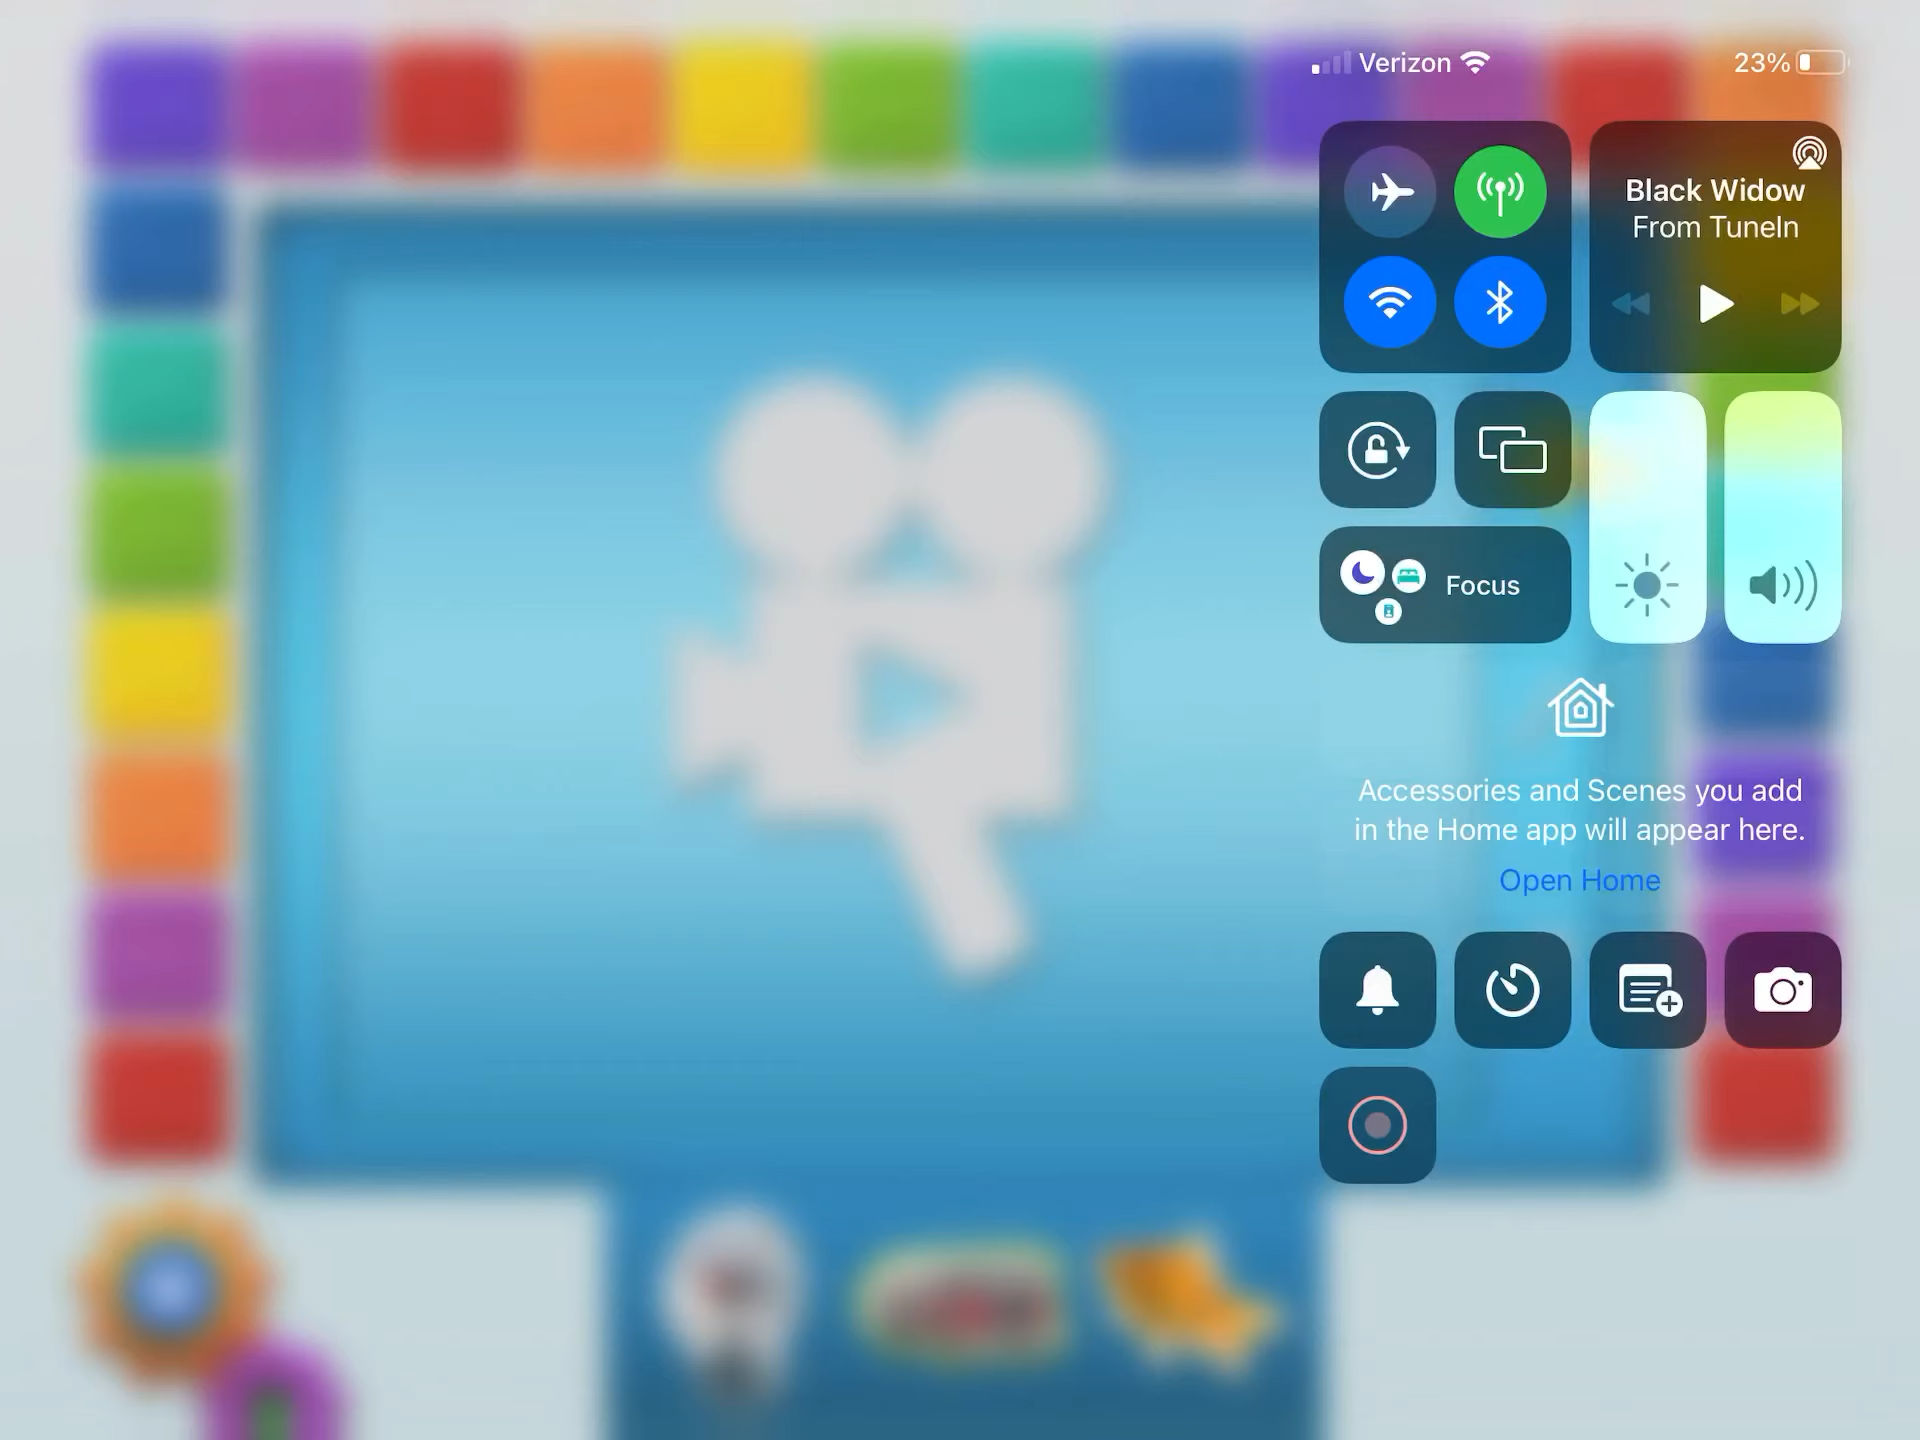 Verizon
23%
Black Widow
From TuneIn
Focus
Accessories and Scenes you add
in the Home app will appear here.
Open Home